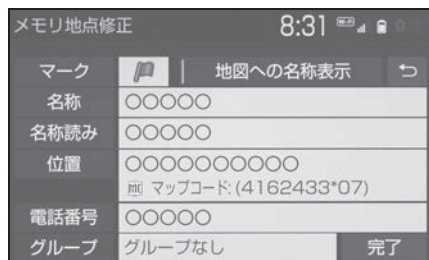 メモリ地点修正 8:31
マーク 地図への名称表示
名称 ○○○○○
名称読み ○○○○○
位置 ○○○○○○○○○○
マップコード: (4162433*07)
電話番号 ○○○○○
グループ グループなし 完了